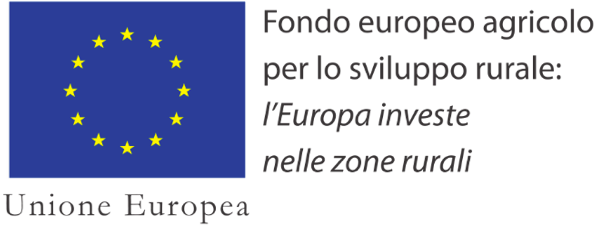 Fondo europeo agricolo
per lo sviluppo rurale:
l'Europa investe
nelle zone rurali
Unione Europea